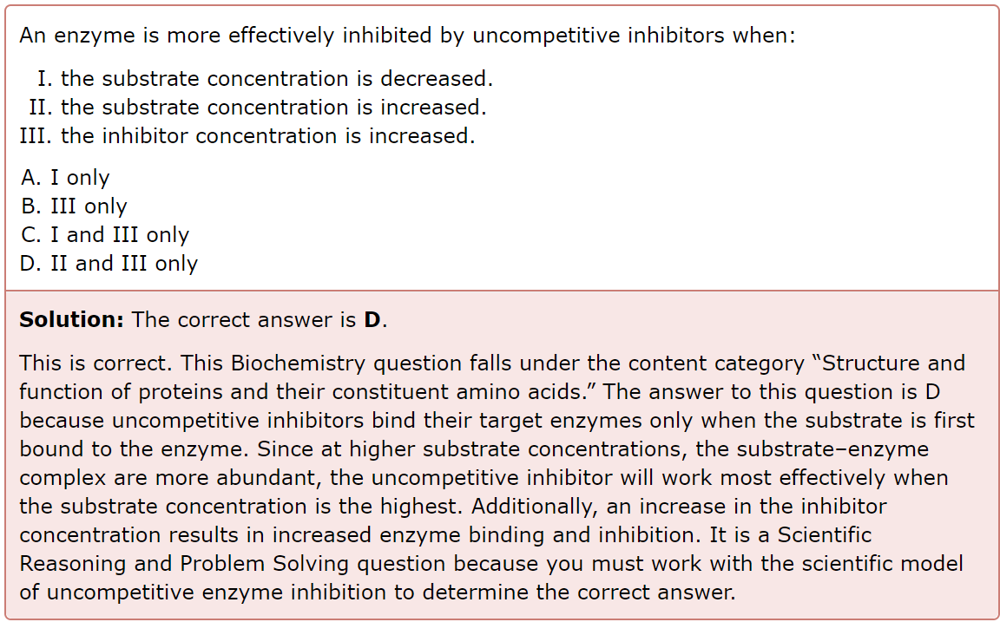 An enzyme is more effectively inhibited by uncompetitive inhibitors when:
I. the substrate concentration is decreased.
II. the substrate concentration is increased.
III. the inhibitor concentration is increased.
A. I only
B. III only
C. I and III only
D. II and III only
Solution: The correct answer is D.
This is correct. This Biochemistry question falls under the content category “Structure and
function of proteins and their constituent amino acids.” The answer to this question is D
because uncompetitive inhibitors bind their target enzymes only when the substrate is first
bound to the enzyme. Since at higher substrate concentrations, the substrate–enzyme
complex are more abundant, the uncompetitive inhibitor will work most effectively when
the substrate concentration is the highest. Additionally, an increase in the inhibitor
concentration results in increased enzyme binding and inhibition. It is a Scientific
Reasoning and Problem Solving question because you must work with the scientific model
of uncompetitive enzyme inhibition to determine the correct answer.